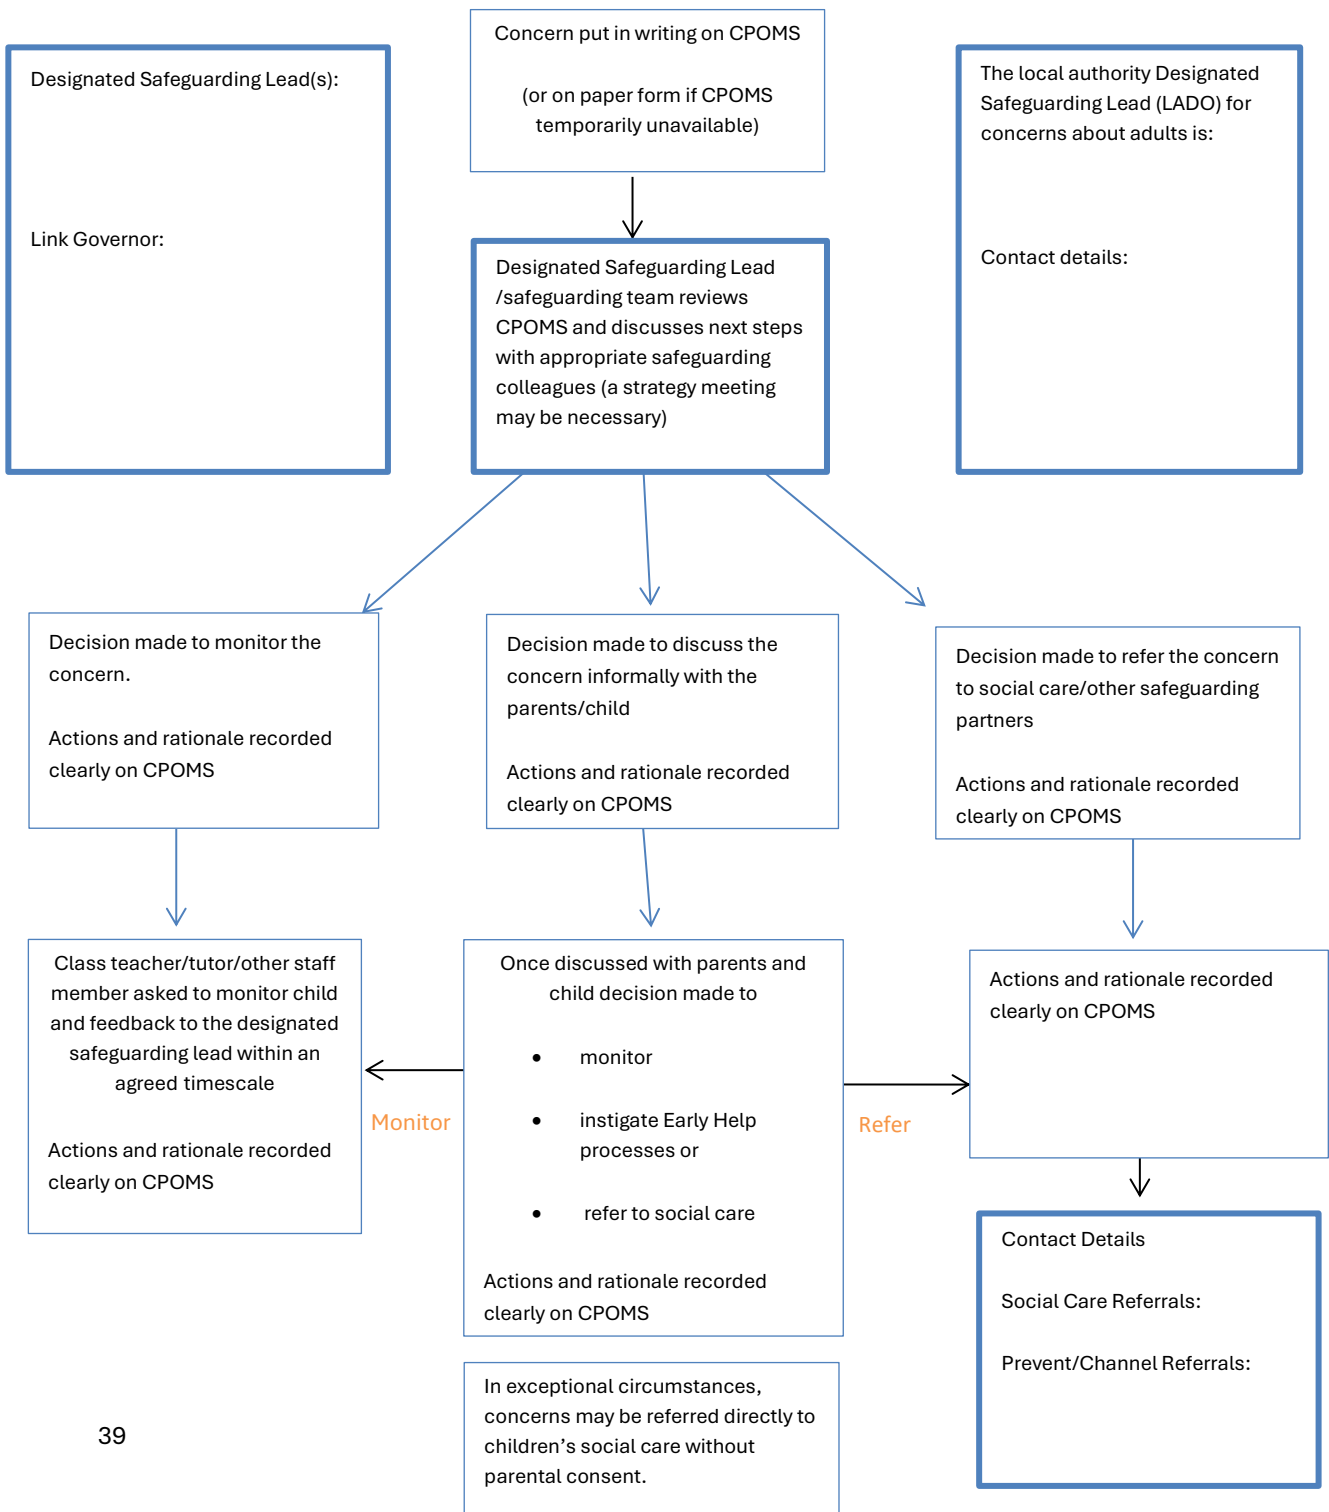 Concern put in writing on CPOMS
(or on paper form if CPOMS
temporarily unavailable)
Designated Safeguarding Lead(s):
Link Governor:
The local authority Designated
Safeguarding Lead (LADO) for
concerns about adults is:
Contact details:
Designated Safeguarding Lead
/safeguarding team reviews
CPOMS and discusses next steps
with appropriate safeguarding
colleagues (a strategy meeting
may be necessary)
Decision made to monitor the
concern.
Actions and rationale recorded
clearly on CPOMS
Decision made to discuss the
concern informally with the
parents/child
Actions and rationale recorded
clearly on CPOMS
Decision made to refer the concern
to social care/other safeguarding
partners
Actions and rationale recorded
clearly on CPOMS
Class teacher/tutor/other staff
member asked to monitor child
and feedback to the designated
safeguarding lead within an
agreed timescale
Actions and rationale recorded
clearly on CPOMS
Monitor
Once discussed with parents and
child decision made to
• monitor
• instigate Early Help
processes or
• refer to social care
Actions and rationale recorded
clearly on CPOMS
Refer
Actions and rationale recorded
clearly on CPOMS
Contact Details
Social Care Referrals:
Prevent/Channel Referrals:
In exceptional circumstances,
concerns may be referred directly to
children’s social care without
parental consent.
39